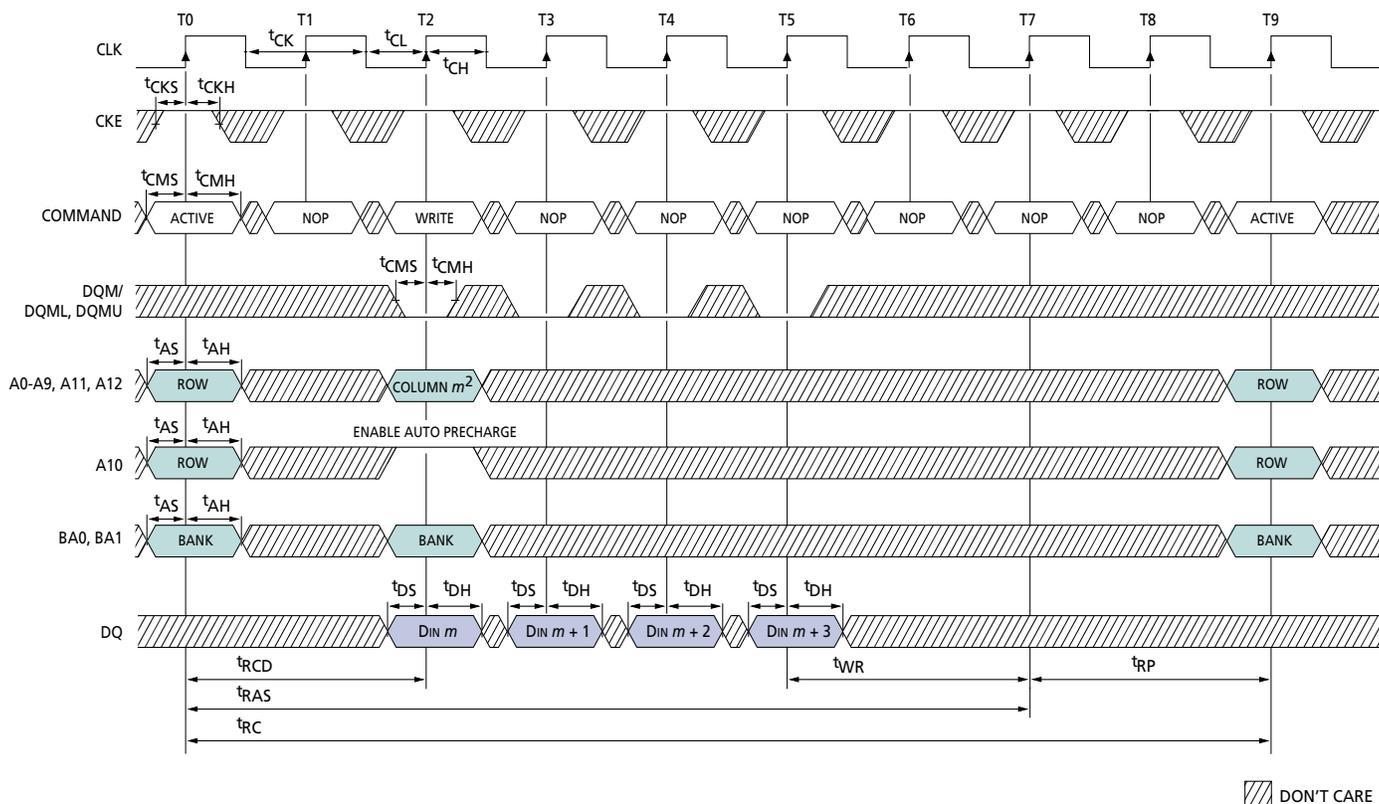 T0 T1 T2 T3 T4 T5 T6 T7 T8 T9
CLK tCK tCL tCH
tCKS tCKH
CKE
tCMS tCMH
COMMAND ACTIVE NOP WRITE NOP NOP NOP NOP NOP NOP ACTIVE
tCMS tCMH
DQM/
DQML, DQMU
tAS tAH
A0-A9, A11, A12 ROW COLUMN m2 ROW
tAS tAH
ENABLE AUTO PRECHARGE
A10 ROW ROW
tAS tAH
BA0, BA1 BANK BANK BANK
tDS tDH tDS tDH tDS tDH tDS tDH
DQ DIN m DIN m + 1 DIN m + 2 DIN m + 3
tRCD tWR tRP
tRAS
tRC
DON'T CARE